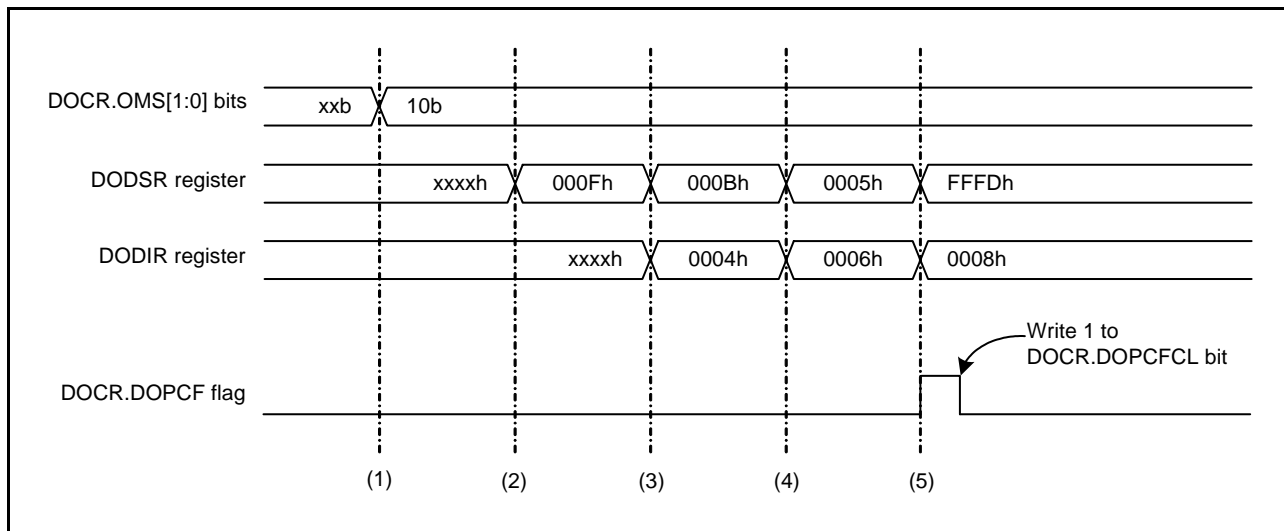 DOCR.OMS[1:0] bits xxb 10b
DODSR register xxxxh 000Fh 000Bh 0005h FFFDh
DODIR register xxxxh 0004h 0006h 0008h
Write 1 to
DOCR.DOPCFCL bit
DOCR.DOPCF flag
(1) (2) (3) (4) (5)